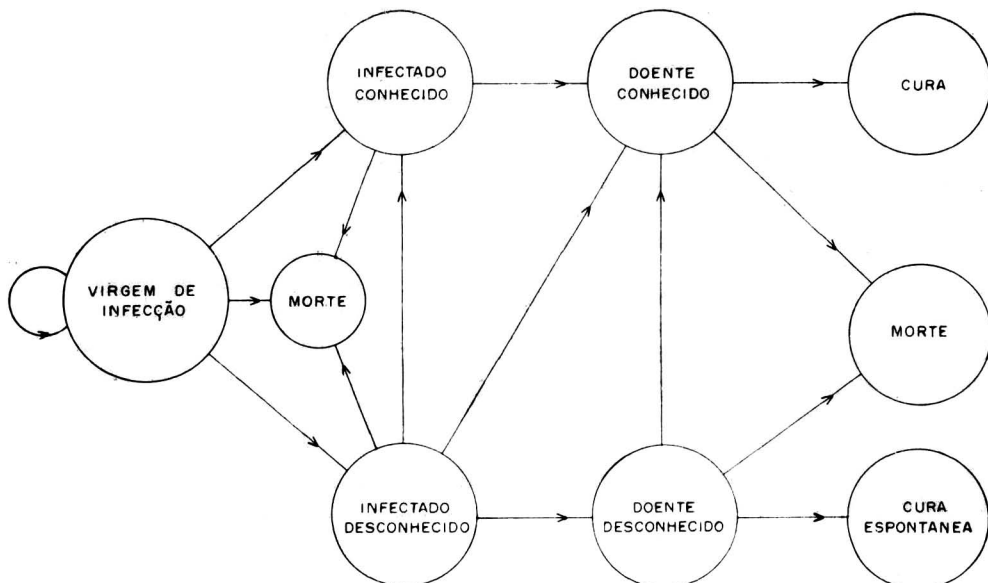 INFECTADO
CONHECIDO
DOENTE
CONHECIDO
CURA
VIRGEM DE
INFECÇÃO
MORTE
MORTE
INFECTADO
DESCONHECIDO
DOENTE
DESCONHECIDO
CURA
ESPONTANEA